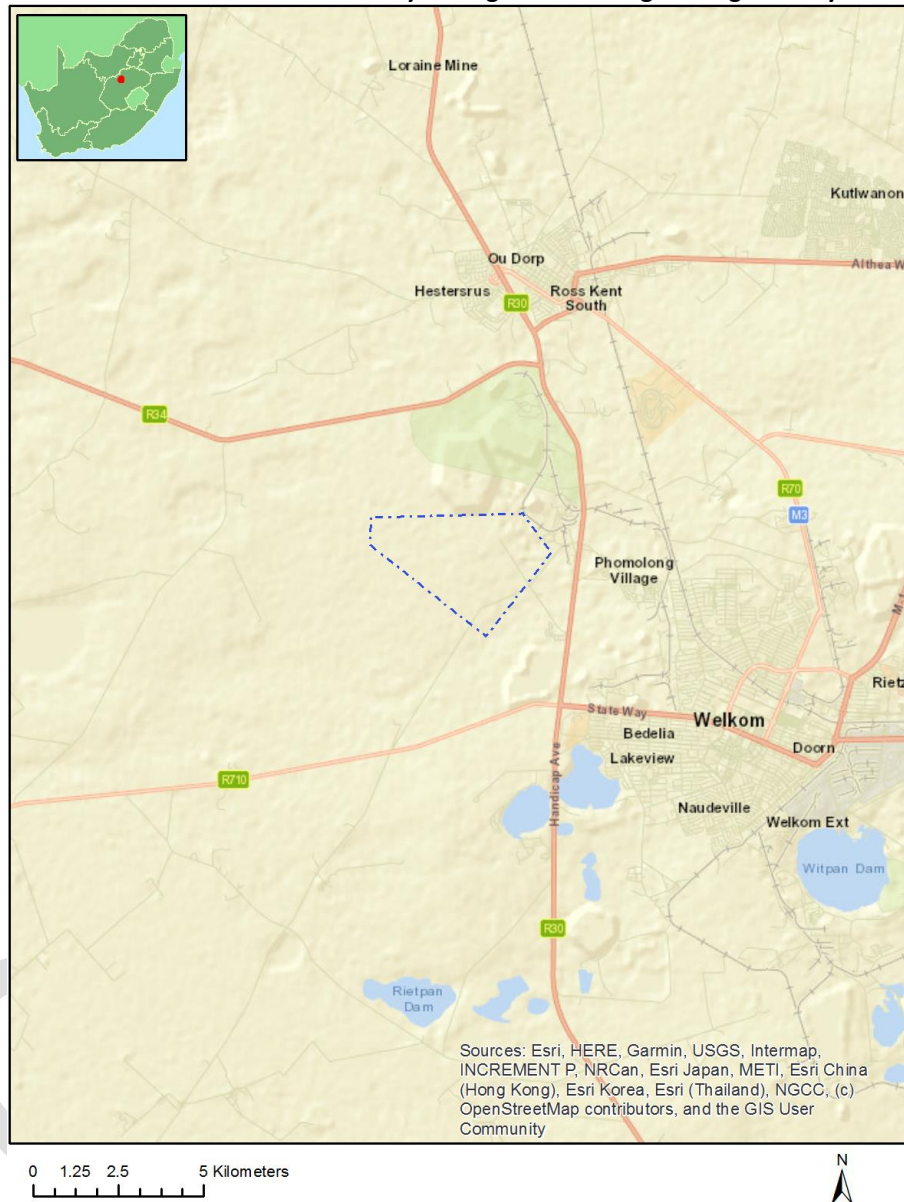 Loraine Mine
Kutlwanon
Ou Dorp
Althea W
Hestersrus
Ross Kent
South
R30
R34
R70
M3
Phomolong
Village
Rietz
State Way
Welkom
Bedelia
Doorn
Lakeview
Handicap Ave
R710
Naudeville
Welkom Ext
Witpan Dam
R30
Rietpan
Dam
Sources: Esri, HERE, Garmin, USGS, Intermap,
INCREMENT P, NRCan, Esri Japan, METI, Esri China
(Hong Kong), Esri Korea, Esri (Thailand), NGCC, (c)
OpenStreetMap contributors, and the GIS User
Community
0 1.25 2.5 5 Kilometers
N